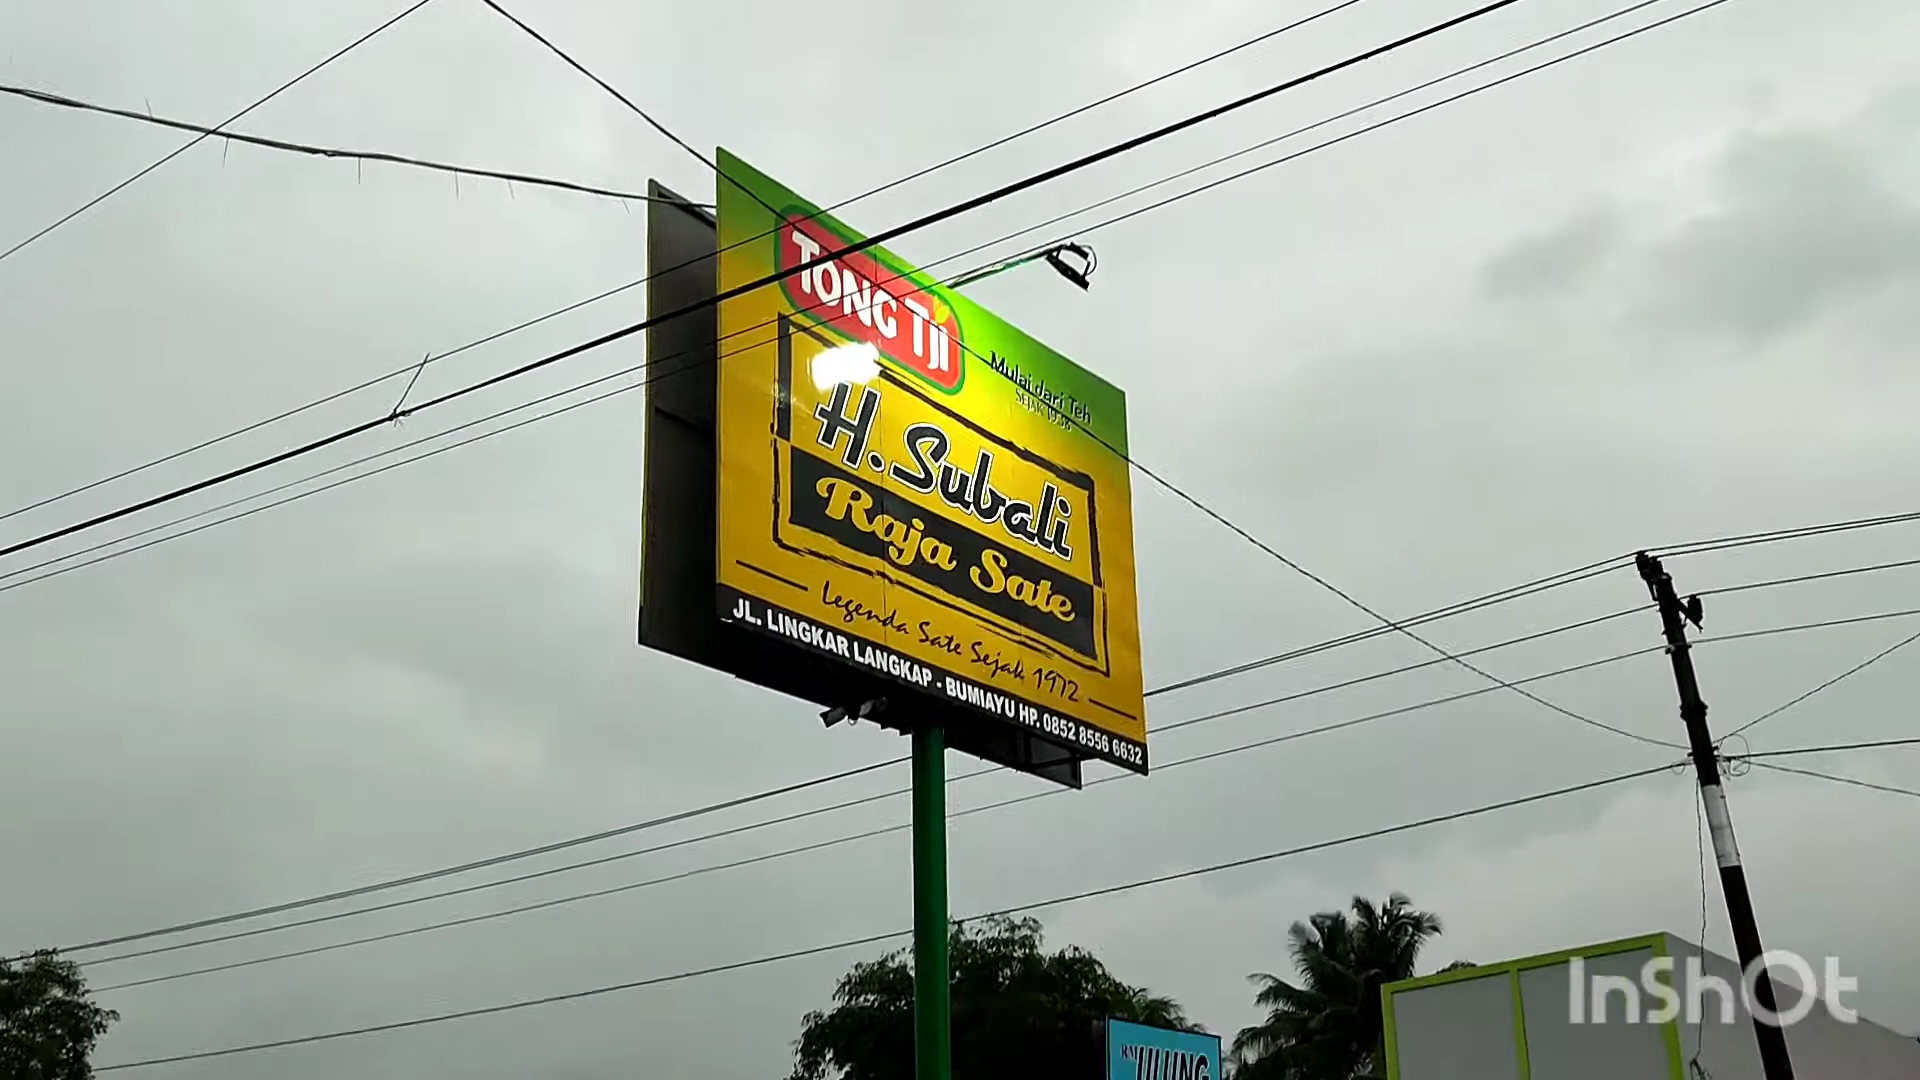 TONG TJI
Mulai dari Teh
SEJAK 1938
H. Subali
Raja Sate
Legenda Sate Sejak 1972
JL. LINGKAR LANGKAP - BUMIAYU HP. 0852 8556 6632
InShOt